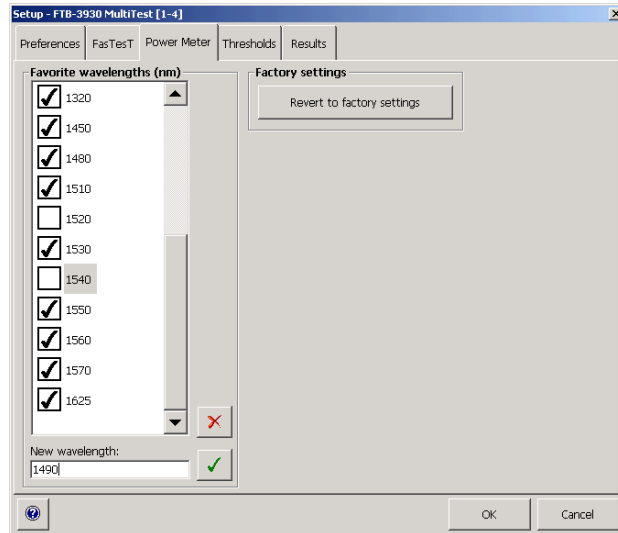 Setup - FTB-3930 MultiTest [1-4]
Preferences FasTesT Power Meter Thresholds Results
Favorite wavelengths (nm)
1320
1450
1480
1510
1520
1530
1540
1550
1560
1570
1625
New wavelength:
1490
Factory settings
Revert to factory settings
OK Cancel